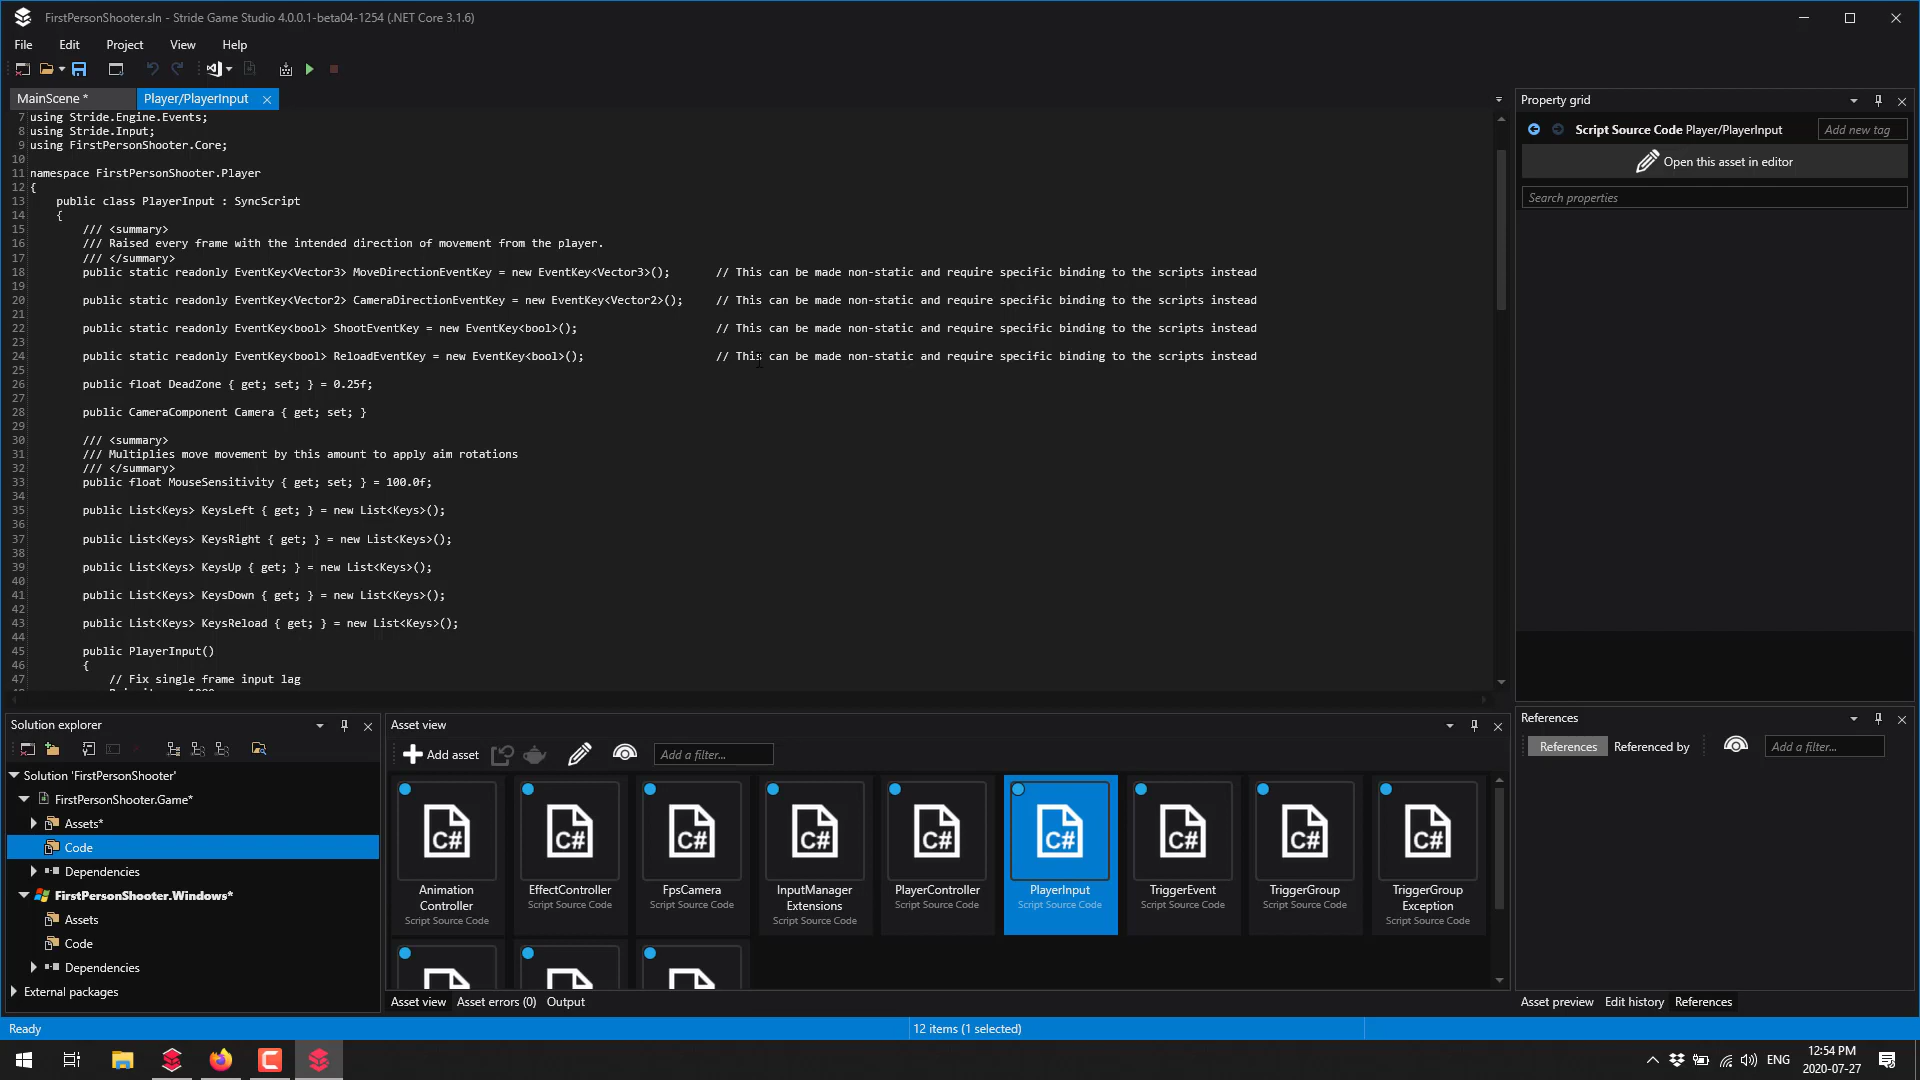 FirstPersonShooter.sln - Stride Game Studio 4.0.0.1-beta04-1254 (.NET Core 3.1.6)
File Edit Project View Help
MainScene * Player/PlayerInput
7 using Stride.Engine.Events;
8 using Stride.Input;
9 using FirstPersonShooter.Core;
10
11 namespace FirstPersonShooter.Player
12 {
13 public class PlayerInput : SyncScript
14 {
15 /// <summary>
16 /// Raised every frame with the intended direction of movement from the player.
17 /// </summary>
18 public static readonly EventKey<Vector3> MoveDirectionEventKey = new EventKey<Vector3>(); // This can be made non-static and require specific binding to the scripts instead
19
20 public static readonly EventKey<Vector2> CameraDirectionEventKey = new EventKey<Vector2>(); // This can be made non-static and require specific binding to the scripts instead
21
22 public static readonly EventKey<bool> ShootEventKey = new EventKey<bool>(); // This can be made non-static and require specific binding to the scripts instead
23
24 public static readonly EventKey<bool> ReloadEventKey = new EventKey<bool>(); // This can be made non-static and require specific binding to the scripts instead
25
26 public float DeadZone { get; set; } = 0.25f;
27
28 public CameraComponent Camera { get; set; }
29
30 /// <summary>
31 /// Multiplies move movement by this amount to apply aim rotations
32 /// </summary>
33 public float MouseSensitivity { get; set; } = 100.0f;
34
35 public List<Keys> KeysLeft { get; } = new List<Keys>();
36
37 public List<Keys> KeysRight { get; } = new List<Keys>();
38
39 public List<Keys> KeysUp { get; } = new List<Keys>();
40
41 public List<Keys> KeysDown { get; } = new List<Keys>();
42
43 public List<Keys> KeysReload { get; } = new List<Keys>();
44
45 public PlayerInput()
46 {
47 // Fix single frame input lag
Property grid
Script Source Code Player/PlayerInput Add new tag
Open this asset in editor
Search properties
Solution explorer
Solution 'FirstPersonShooter'
FirstPersonShooter.Game*
Assets*
Code
Dependencies
FirstPersonShooter.Windows*
Assets
Code
Dependencies
External packages
Asset view
Add asset Add a filter...
C# C# C# C# C# C# C# C# C#
Animation Controller
Script Source Code
EffectController
Script Source Code
FpsCamera
Script Source Code
InputManager Extensions
Script Source Code
PlayerController
Script Source Code
PlayerInput
Script Source Code
TriggerEvent
Script Source Code
TriggerGroup
Script Source Code
TriggerGroup Exception
Script Source Code
Asset view Asset errors (0) Output
References
References Referenced by Add a filter...
Asset preview Edit history References
Ready 12 items (1 selected)
ENG 12:54 PM
2020-07-27